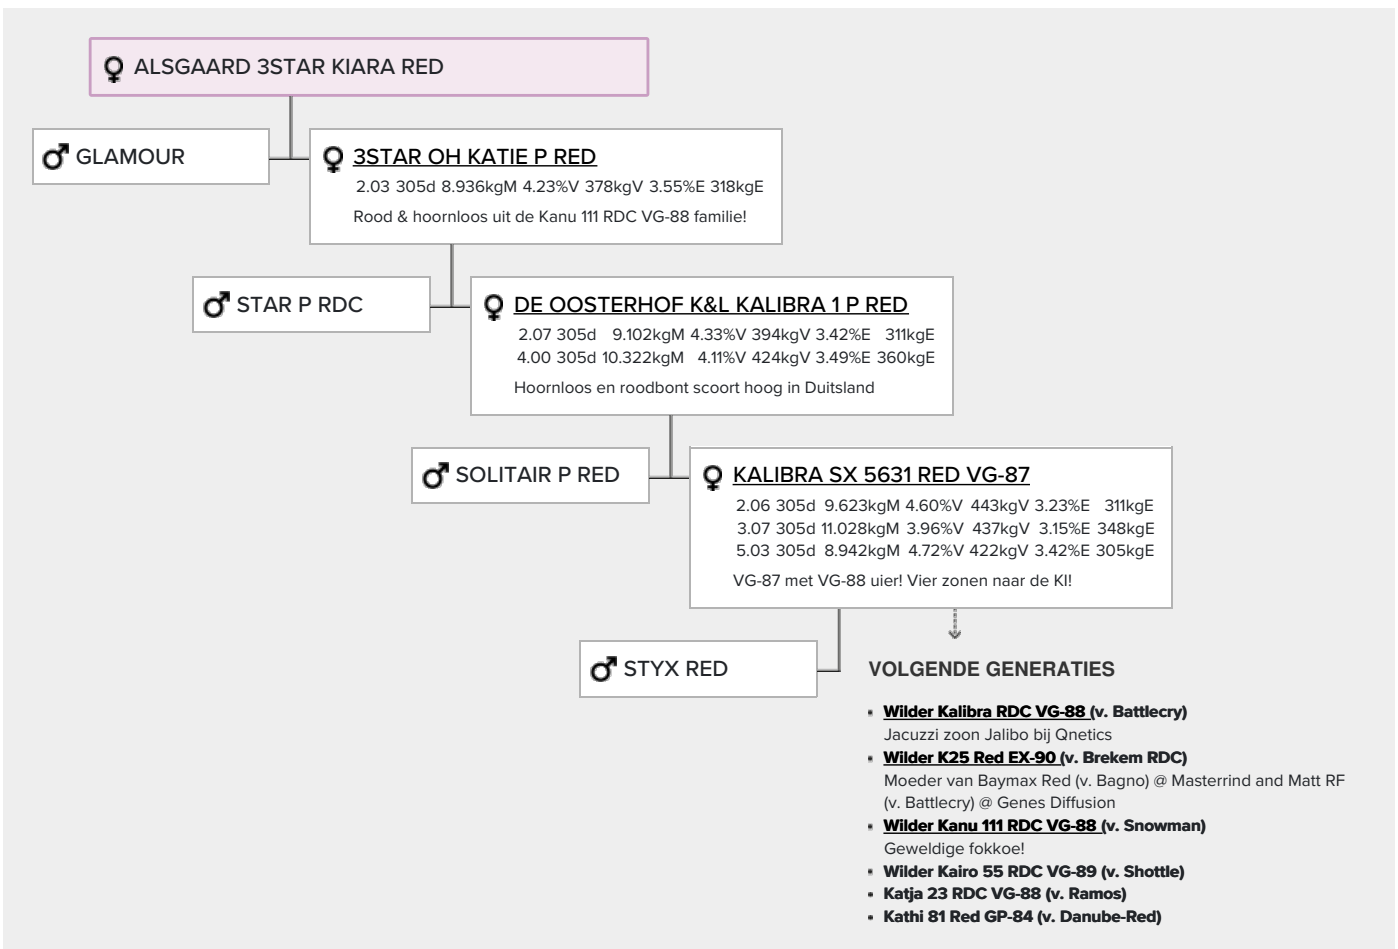 ALSGAARD 3STAR KIARA RED
GLAMOUR
3STAR OH KATIE P RED
2.03 305d 8.936kgM 4.23%V 378kgV 3.55%E 318kgE
Rood & hoornloos uit de Kanu 111 RDC VG-88 familie!
STAR P RDC
DE OOSTERHOF K&L KALIBRA 1 P RED
2.07 305d 9.102kgM 4.33%V 394kgV 3.42%E 311kgE
4.00 305d 10.322kgM 4.11%V 424kgV 3.49%E 360kgE
Hoornloos en roodbont scoort hoog in Duitsland
SOLITAIR P RED
KALIBRA SX 5631 RED VG-87
2.06 305d 9.623kgM 4.60%V 443kgV 3.23%E 311kgE
3.07 305d 11.028kgM 3.96%V 437kgV 3.15%E 348kgE
5.03 305d 8.942kgM 4.72%V 422kgV 3.42%E 305kgE
VG-87 met VG-88 uier! Vier zonen naar de KI!
STYX RED
VOLGENDE GENERATIES
▪ Wilder Kalibra RDC VG-88 (v. Battlecry)
Jacuzzi zoon Jalibo bij Qnetics
▪ Wilder K25 Red EX-90 (v. Brekem RDC)
Moeder van Baymax Red (v. Bagno) @ Masterrind and Matt RF
(v. Battlecry) @ Genes Diffusion
▪ Wilder Kanu 111 RDC VG-88 (v. Snowman)
Geweldige fokkoe!
▪ Wilder Kairo 55 RDC VG-89 (v. Shottle)
▪ Katja 23 RDC VG-88 (v. Ramos)
▪ Kathi 81 Red GP-84 (v. Danube-Red)